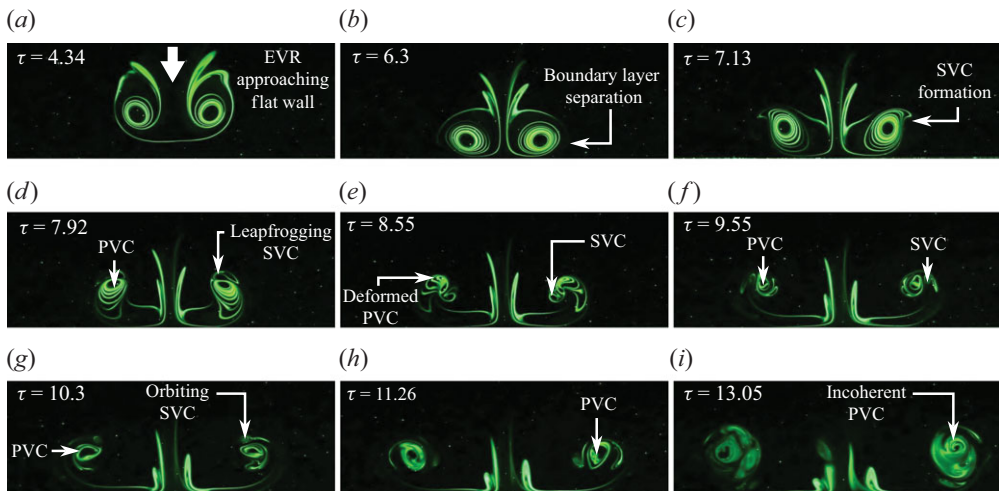 (a)
τ = 4.34
EVR
approaching
flat wall
(b)
τ = 6.3
Boundary layer
separation
(c)
τ = 7.13
SVC
formation
(d)
τ = 7.92
PVC
Leapfrogging
SVC
(e)
τ = 8.55
SVC
Deformed
PVC
(f)
τ = 9.55
PVC
SVC
(g)
τ = 10.3
Orbiting
SVC
PVC
(h)
τ = 11.26
PVC
(i)
τ = 13.05
Incoherent
PVC